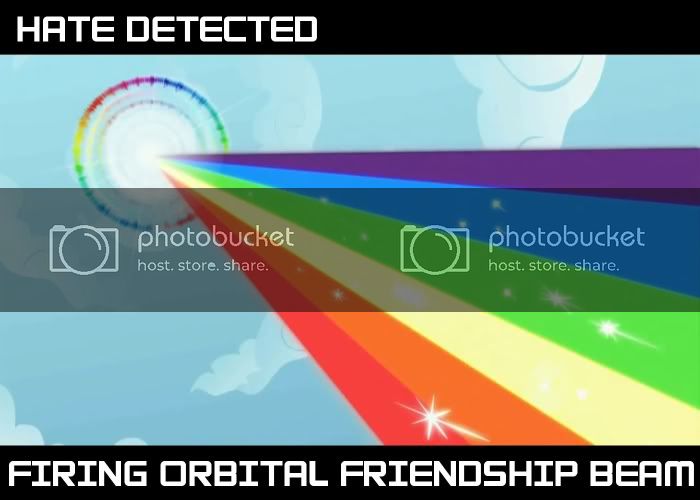 HATE DETECTED
photobucket photobucket
host. store. share. host. store. share.
FIRING ORBITAL FRIENDSHIP BEAM